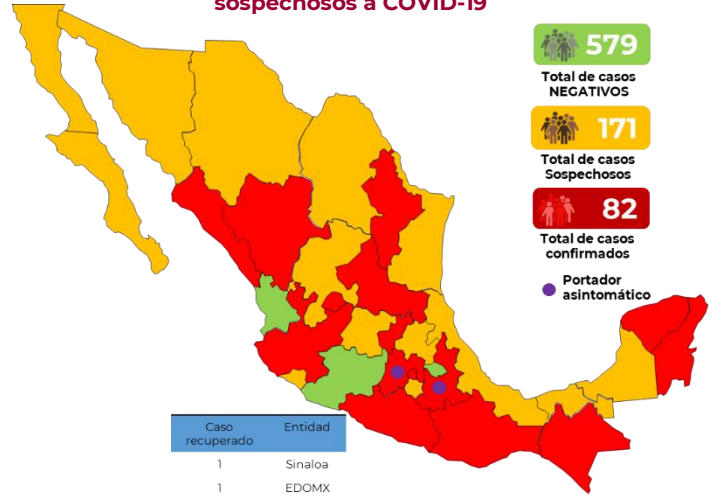 sospechosos a COVID-19
579
Total de casos
NEGATIVOS
171
Total de casos
Sospechosos
82
Total de casos
confirmados
Portador
asintomático
Caso
recuperado
Entidad
1 Sinaloa
1 EDOMX